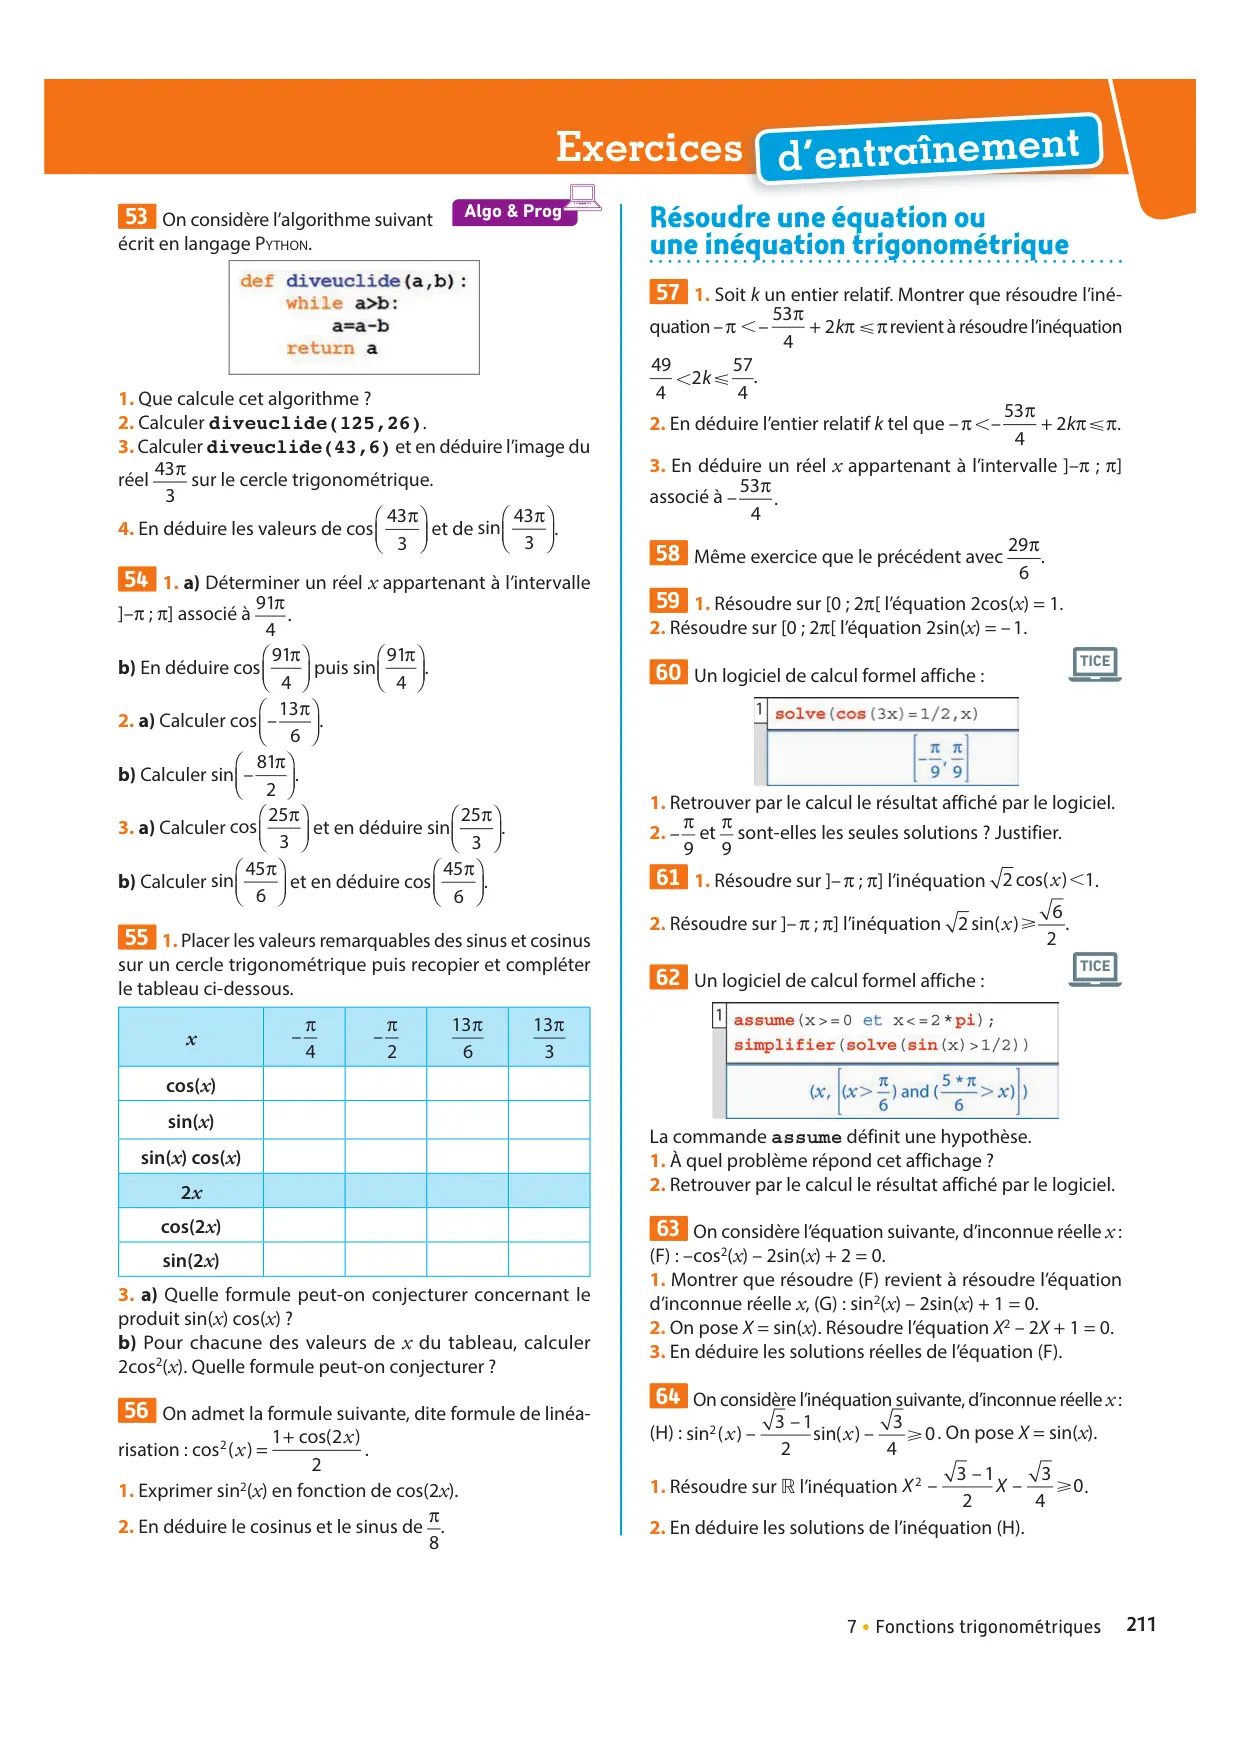 Exercices d’entraînement
53 On considère l’algorithme suivant
Algo & Prog
écrit en langage PYTHON.
def diveuclide(a,b):
while a>b:
a=a-b
return a
1. Que calcule cet algorithme ?
2. Calculer diveuclide(125,26).
3. Calculer diveuclide(43,6) et en déduire l’image du
réel 43π/3 sur le cercle trigonométrique.
4. En déduire les valeurs de cos(43π/3) et de sin(43π/3).
54 1. a) Déterminer un réel x appartenant à l’intervalle
]–π ; π] associé à 91π/4.
b) En déduire cos(91π/4) puis sin(91π/4).
2. a) Calculer cos(–13π/6).
b) Calculer sin(–81π/2).
3. a) Calculer cos(25π/3) et en déduire sin(25π/3).
b) Calculer sin(45π/6) et en déduire cos(45π/6).
55 1. Placer les valeurs remarquables des sinus et cosinus
sur un cercle trigonométrique puis recopier et compléter
le tableau ci-dessous.
x –π/4 –π/2 13π/6 13π/3
cos(x)
sin(x)
sin(x) cos(x)
2x
cos(2x)
sin(2x)
3. a) Quelle formule peut-on conjecturer concernant le
produit sin(x) cos(x) ?
b) Pour chacune des valeurs de x du tableau, calculer
2cos²(x). Quelle formule peut-on conjecturer ?
56 On admet la formule suivante, dite formule de linéa-
risation : cos²(x) = (1+ cos(2x))/2 .
1. Exprimer sin²(x) en fonction de cos(2x).
2. En déduire le cosinus et le sinus de π/8.
Résoudre une équation ou
une inéquation trigonométrique
57 1. Soit k un entier relatif. Montrer que résoudre l’iné-
quation – π < –53π/4 + 2kπ ⩽ π revient à résoudre l’inéquation
49/4 <2k⩽ 57/4.
2. En déduire l’entier relatif k tel que – π < –53π/4 + 2kπ⩽π.
3. En déduire un réel x appartenant à l’intervalle ]–π ; π]
associé à –53π/4.
58 Même exercice que le précédent avec 29π/6.
59 1. Résoudre sur [0 ; 2π[ l’équation 2cos(x) = 1.
2. Résoudre sur [0 ; 2π[ l’équation 2sin(x) = – 1.
60 Un logiciel de calcul formel affiche :
TICE
1 solve(cos(3x)=1/2,x)
[–π/9, π/9]
1. Retrouver par le calcul le résultat affiché par le logiciel.
2. –π/9 et π/9 sont-elles les seules solutions ? Justifier.
61 1. Résoudre sur ]– π ; π] l’inéquation √2 cos(x)<1.
2. Résoudre sur ]– π ; π] l’inéquation √2 sin(x)⩾ √6/2.
62 Un logiciel de calcul formel affiche :
TICE
1 assume(x>=0 et x<=2*pi);
simplifier(solve(sin(x)>1/2))
(x, [(x> π/6) and (5*π/6 > x)])
La commande assume définit une hypothèse.
1. À quel problème répond cet affichage ?
2. Retrouver par le calcul le résultat affiché par le logiciel.
63 On considère l’équation suivante, d’inconnue réelle x :
(F) : –cos²(x) – 2sin(x) + 2 = 0.
1. Montrer que résoudre (F) revient à résoudre l’équation
d’inconnue réelle x, (G) : sin²(x) – 2sin(x) + 1 = 0.
2. On pose X = sin(x). Résoudre l’équation X² – 2X + 1 = 0.
3. En déduire les solutions réelles de l’équation (F).
64 On considère l’inéquation suivante, d’inconnue réelle x :
(H) : sin²(x) – (√3 – 1)/2 sin(x) – √3/4 ⩾ 0. On pose X = sin(x).
1. Résoudre sur ℝ l’inéquation X² – (√3 – 1)/2 X – √3/4 ⩾0.
2. En déduire les solutions de l’inéquation (H).
7 • Fonctions trigonométriques 211